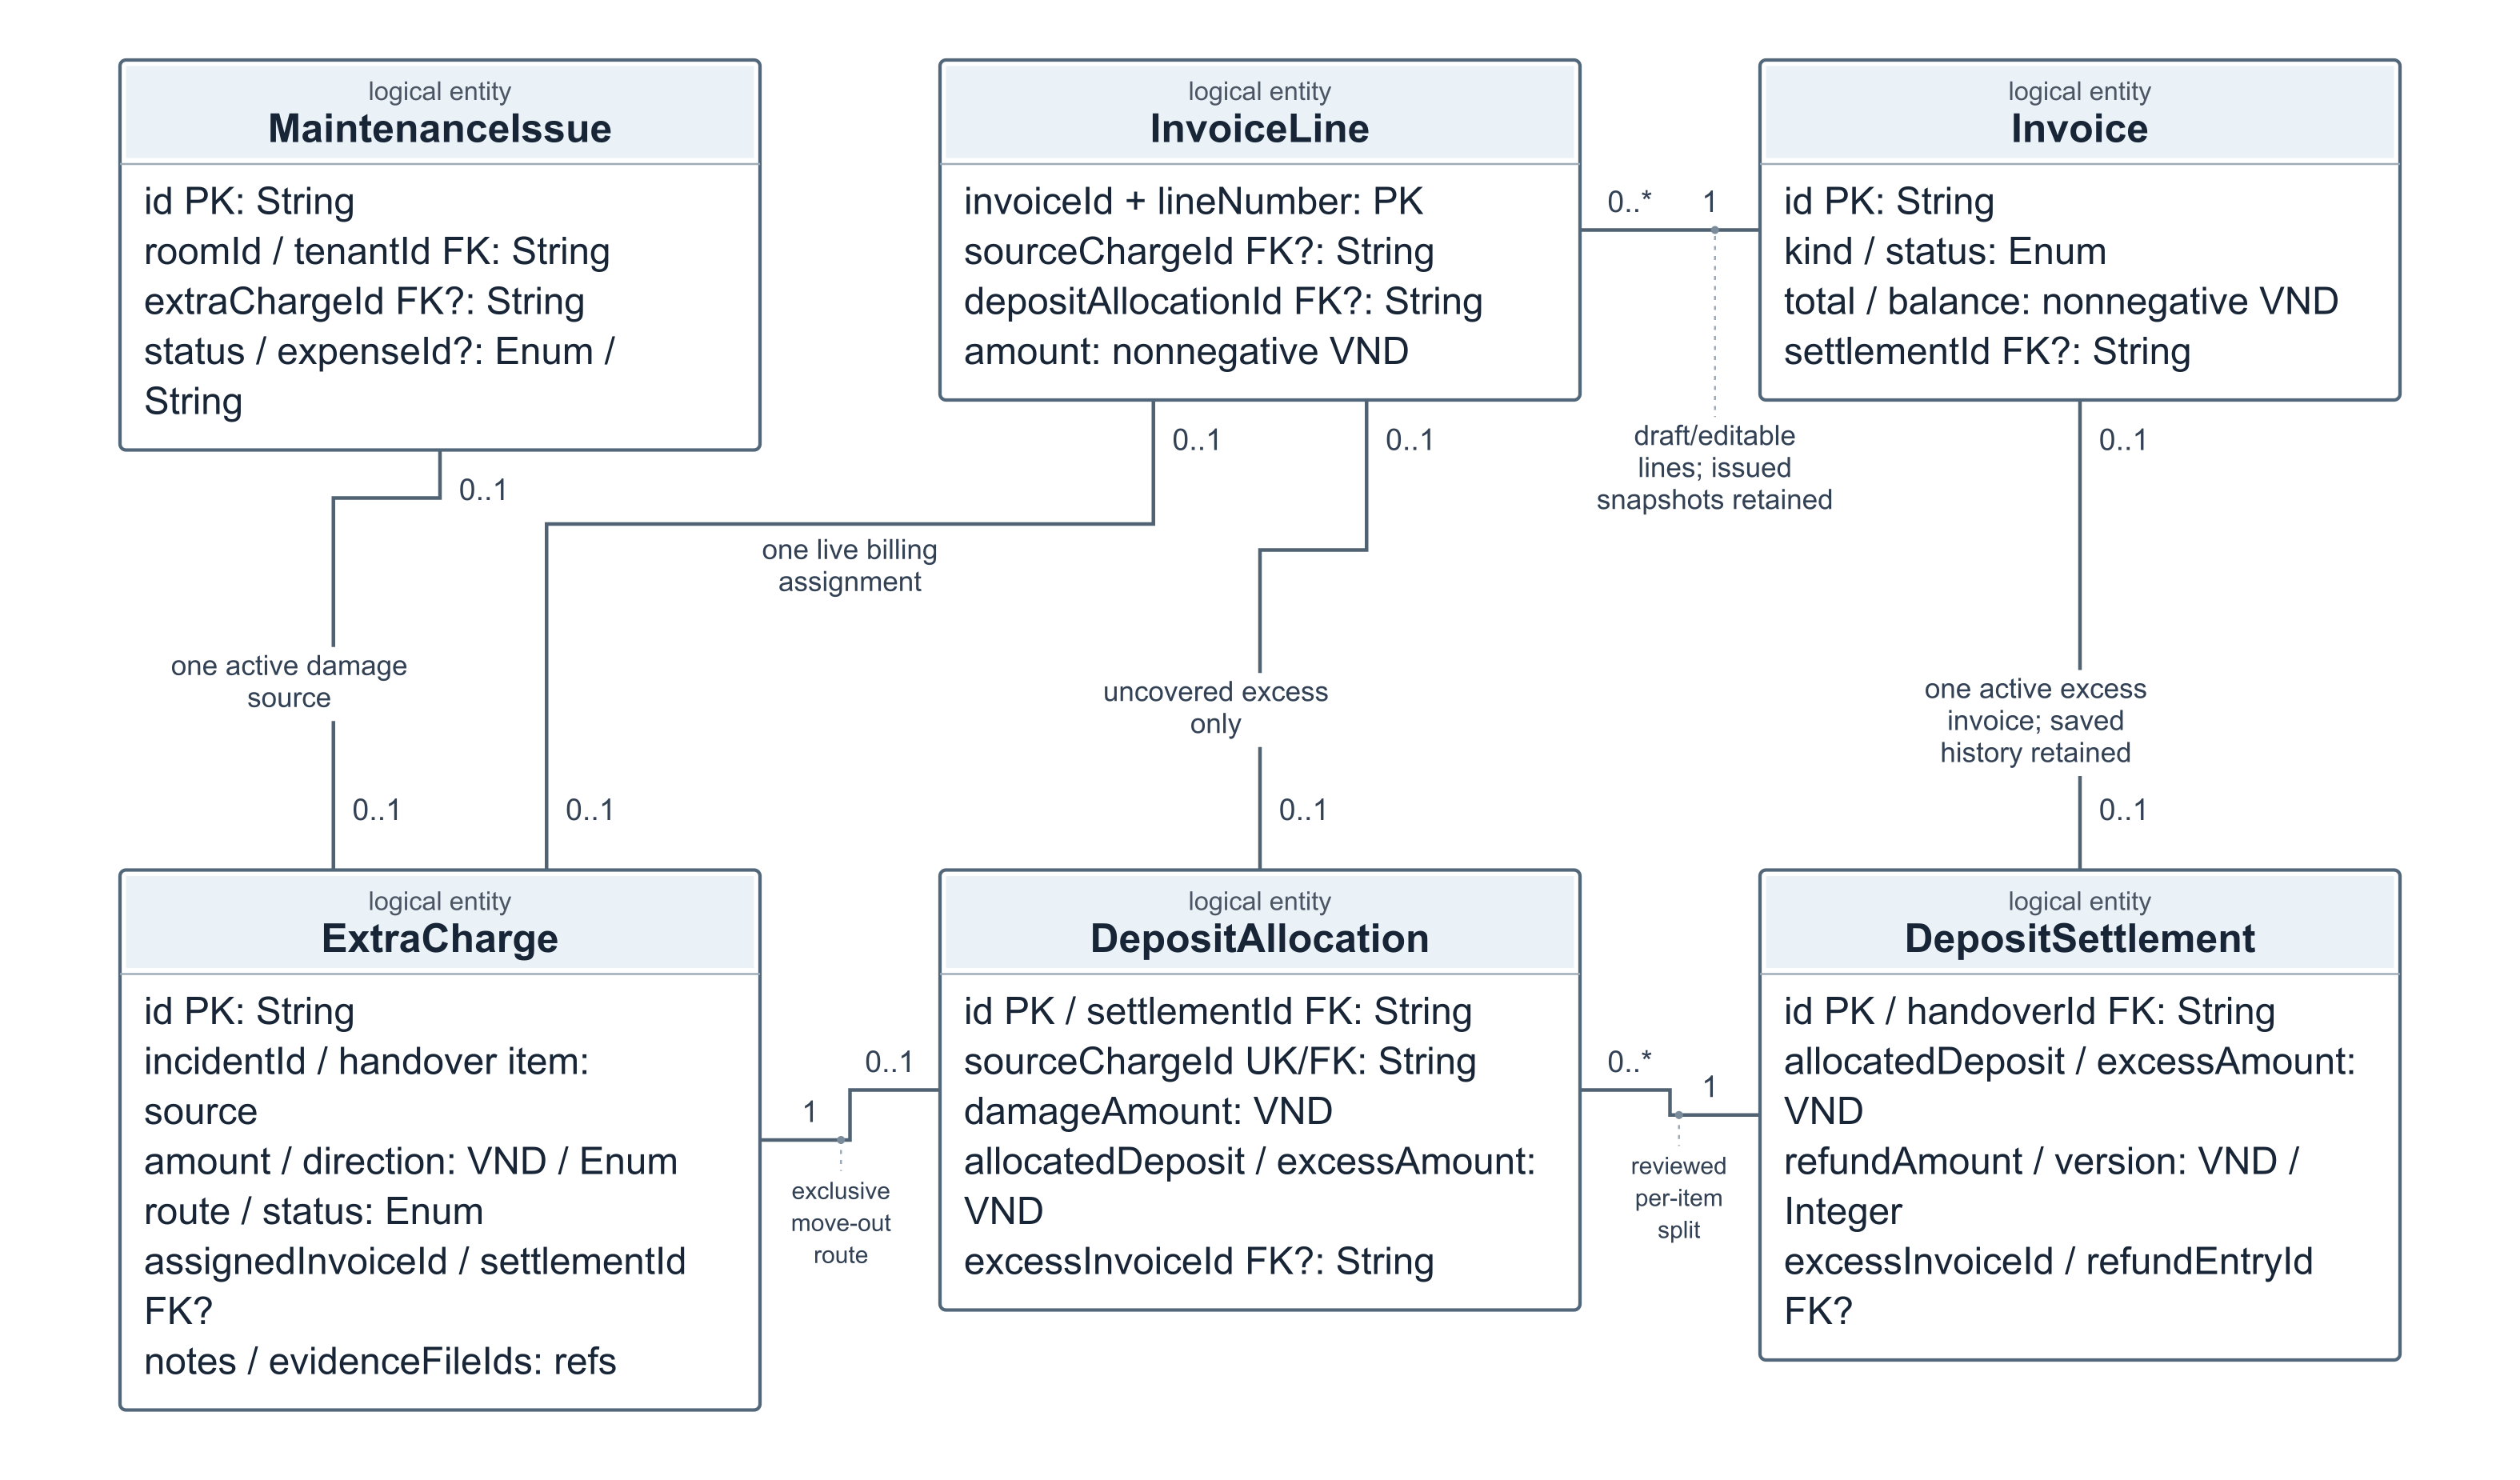 logical entity
MaintenanceIssue
id PK: String
roomId / tenantId FK: String
extraChargeId FK?: String
status / expenseId?: Enum /
String
logical entity
InvoiceLine
invoiceId + lineNumber: PK
sourceChargeId FK?: String
depositAllocationId FK?: String
amount: nonnegative VND
0..*
1
logical entity
Invoice
id PK: String
kind / status: Enum
total / balance: nonnegative VND
settlementId FK?: String
0..1
0..1
0..1
0..1
draft/editable
lines; issued
snapshots retained
one live billing
assignment
one active damage
source
uncovered excess
only
one active excess
invoice; saved
history retained
0..1
0..1
0..1
0..1
logical entity
ExtraCharge
id PK: String
incidentId / handover item:
source
amount / direction: VND / Enum
route / status: Enum
assignedInvoiceId / settlementId
FK?
notes / evidenceFileIds: refs
1
0..1
exclusive
move-out
route
logical entity
DepositAllocation
id PK / settlementId FK: String
sourceChargeId UK/FK: String
damageAmount: VND
allocatedDeposit / excessAmount:
VND
excessInvoiceId FK?: String
0..*
1
reviewed
per-item
split
logical entity
DepositSettlement
id PK / handoverId FK: String
allocatedDeposit / excessAmount:
VND
refundAmount / version: VND /
Integer
excessInvoiceId / refundEntryId
FK?